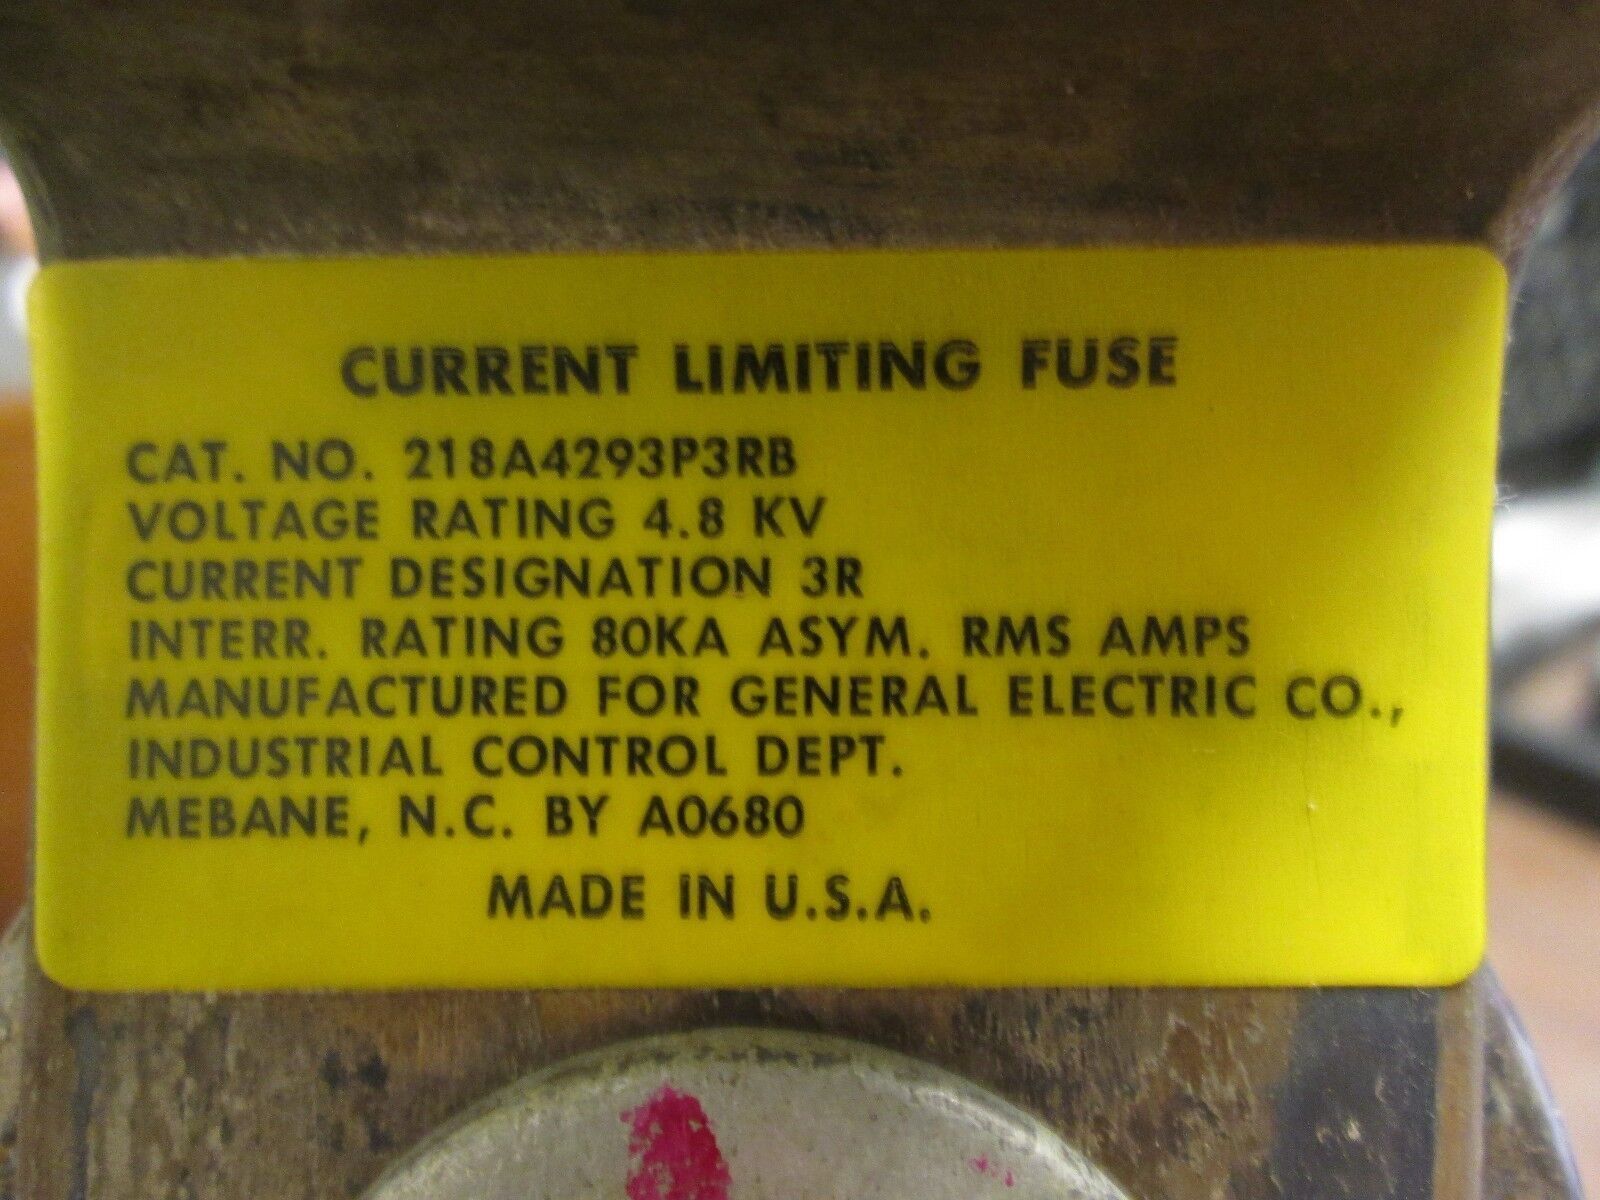 CURRENT LIMITING FUSE
CAT. NO. 218A4293P3RB
VOLTAGE RATING 4.8 KV
CURRENT DESIGNATION 3R
INTERR. RATING 80KA ASYM. RMS AMPS
MANUFACTURED FOR GENERAL ELECTRIC CO.,
INDUSTRIAL CONTROL DEPT.
MEBANE, N.C. BY A0680
MADE IN U.S.A.